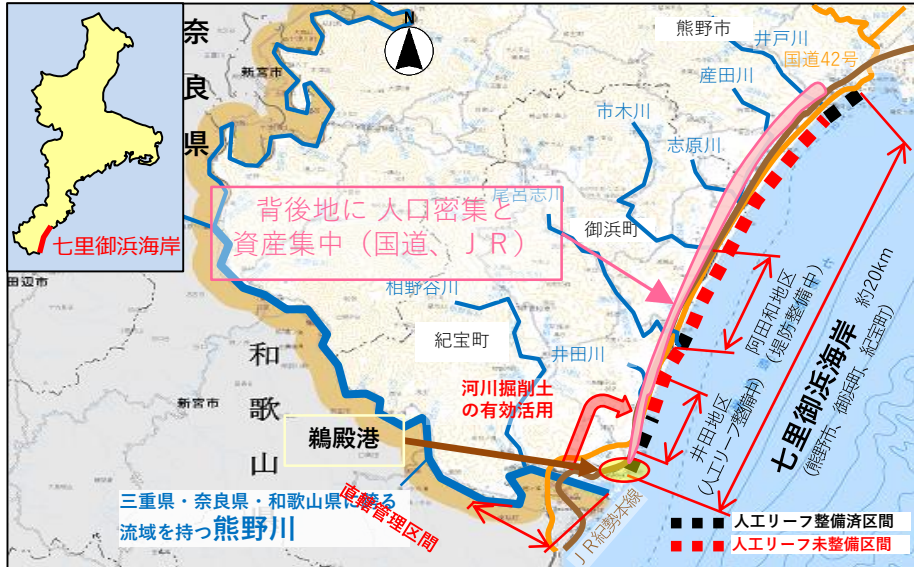 奈良県
新宮市
N
熊野市
井戸川
国道42号
産田川
市木川
志原川
尾呂志川
御浜町
七里御浜海岸
背後地に 人口密集と
資産集中（国道、ＪＲ）
田辺市
相野谷川
紀宝町
井田川
和歌山
新宮市
河川掘削土
の有効活用
鵜殿港
阿田和地区
（堤防整備中）
井田地区
（人工リーフ整備中）
七里御浜海岸 約20km
（熊野市、御浜町、紀宝町）
三重県・奈良県・和歌山県に
流域を持つ熊野川
直轄管理区間
ＪＲ紀勢本線
人工リーフ整備済区間
人工リーフ未整備区間